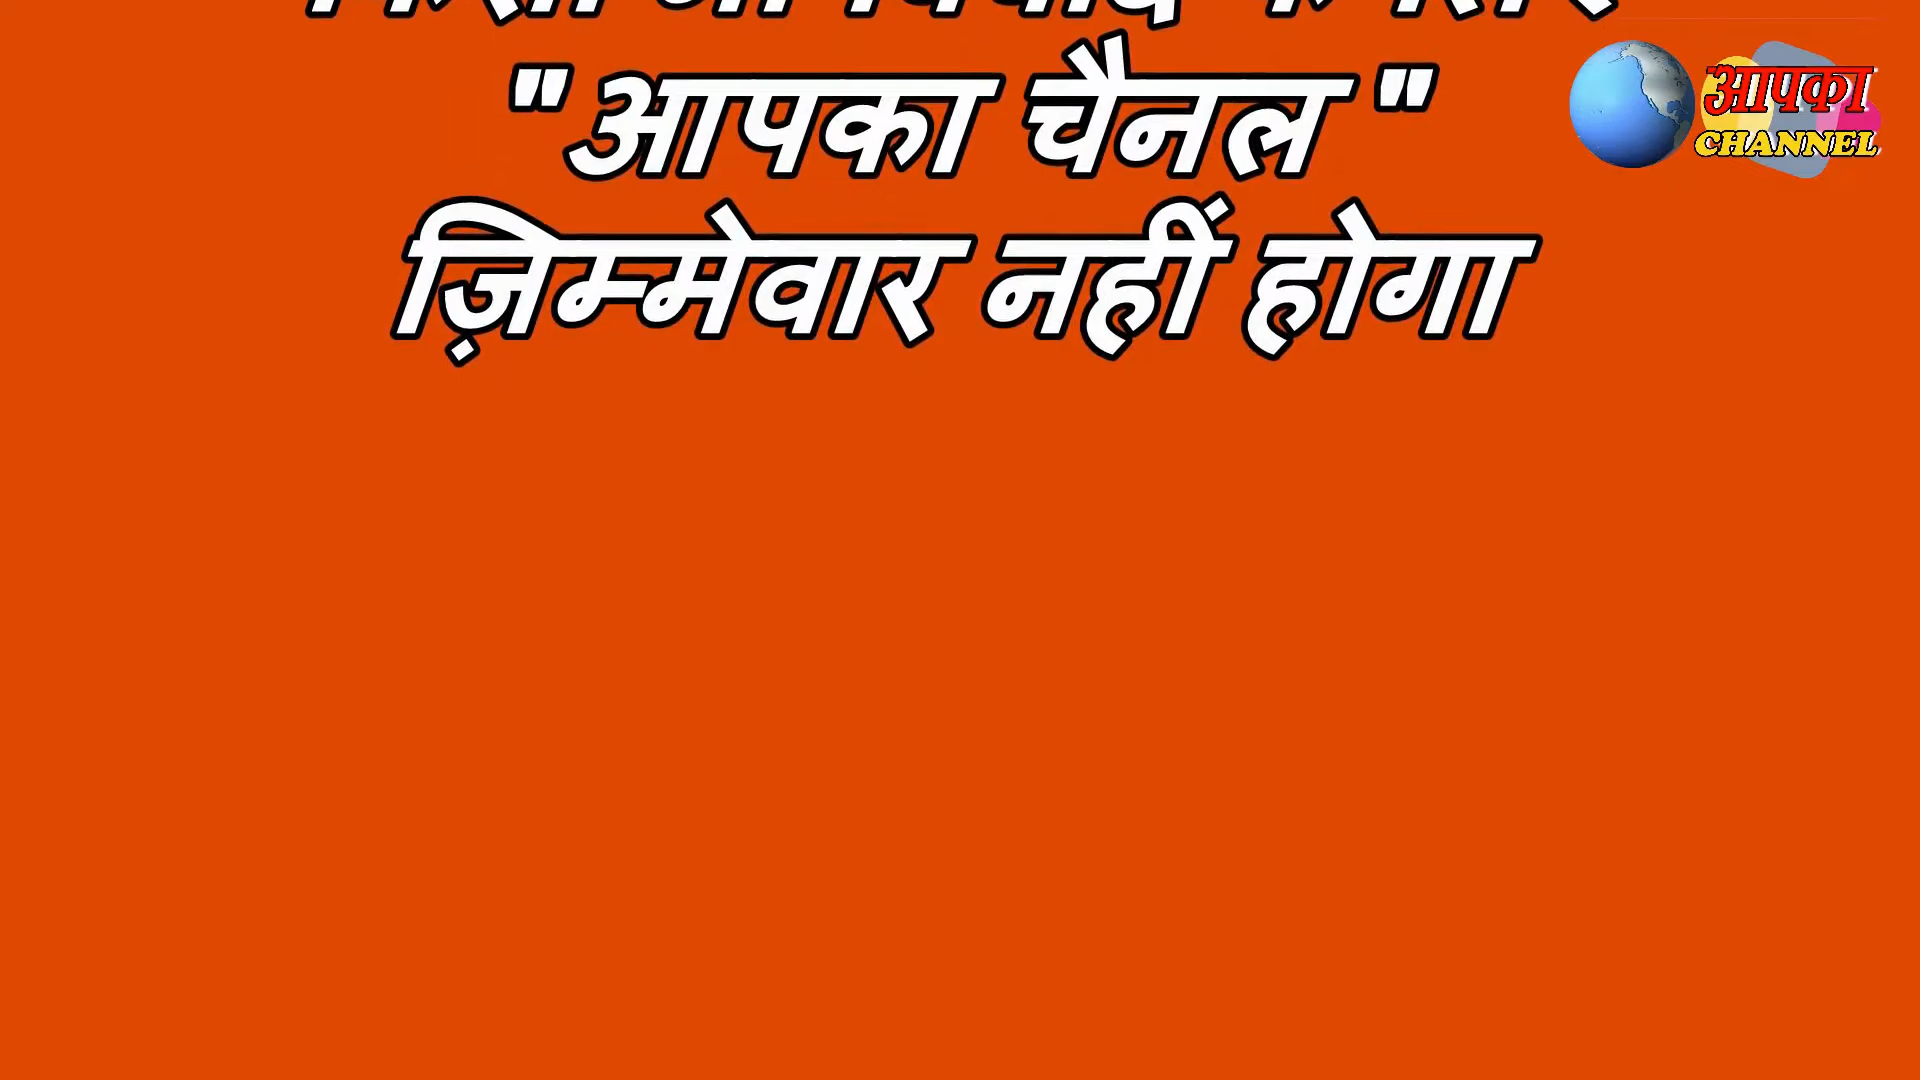 " आपका चैनल "
ज़िम्मेवार नहीं होगा
आपका
CHANNEL